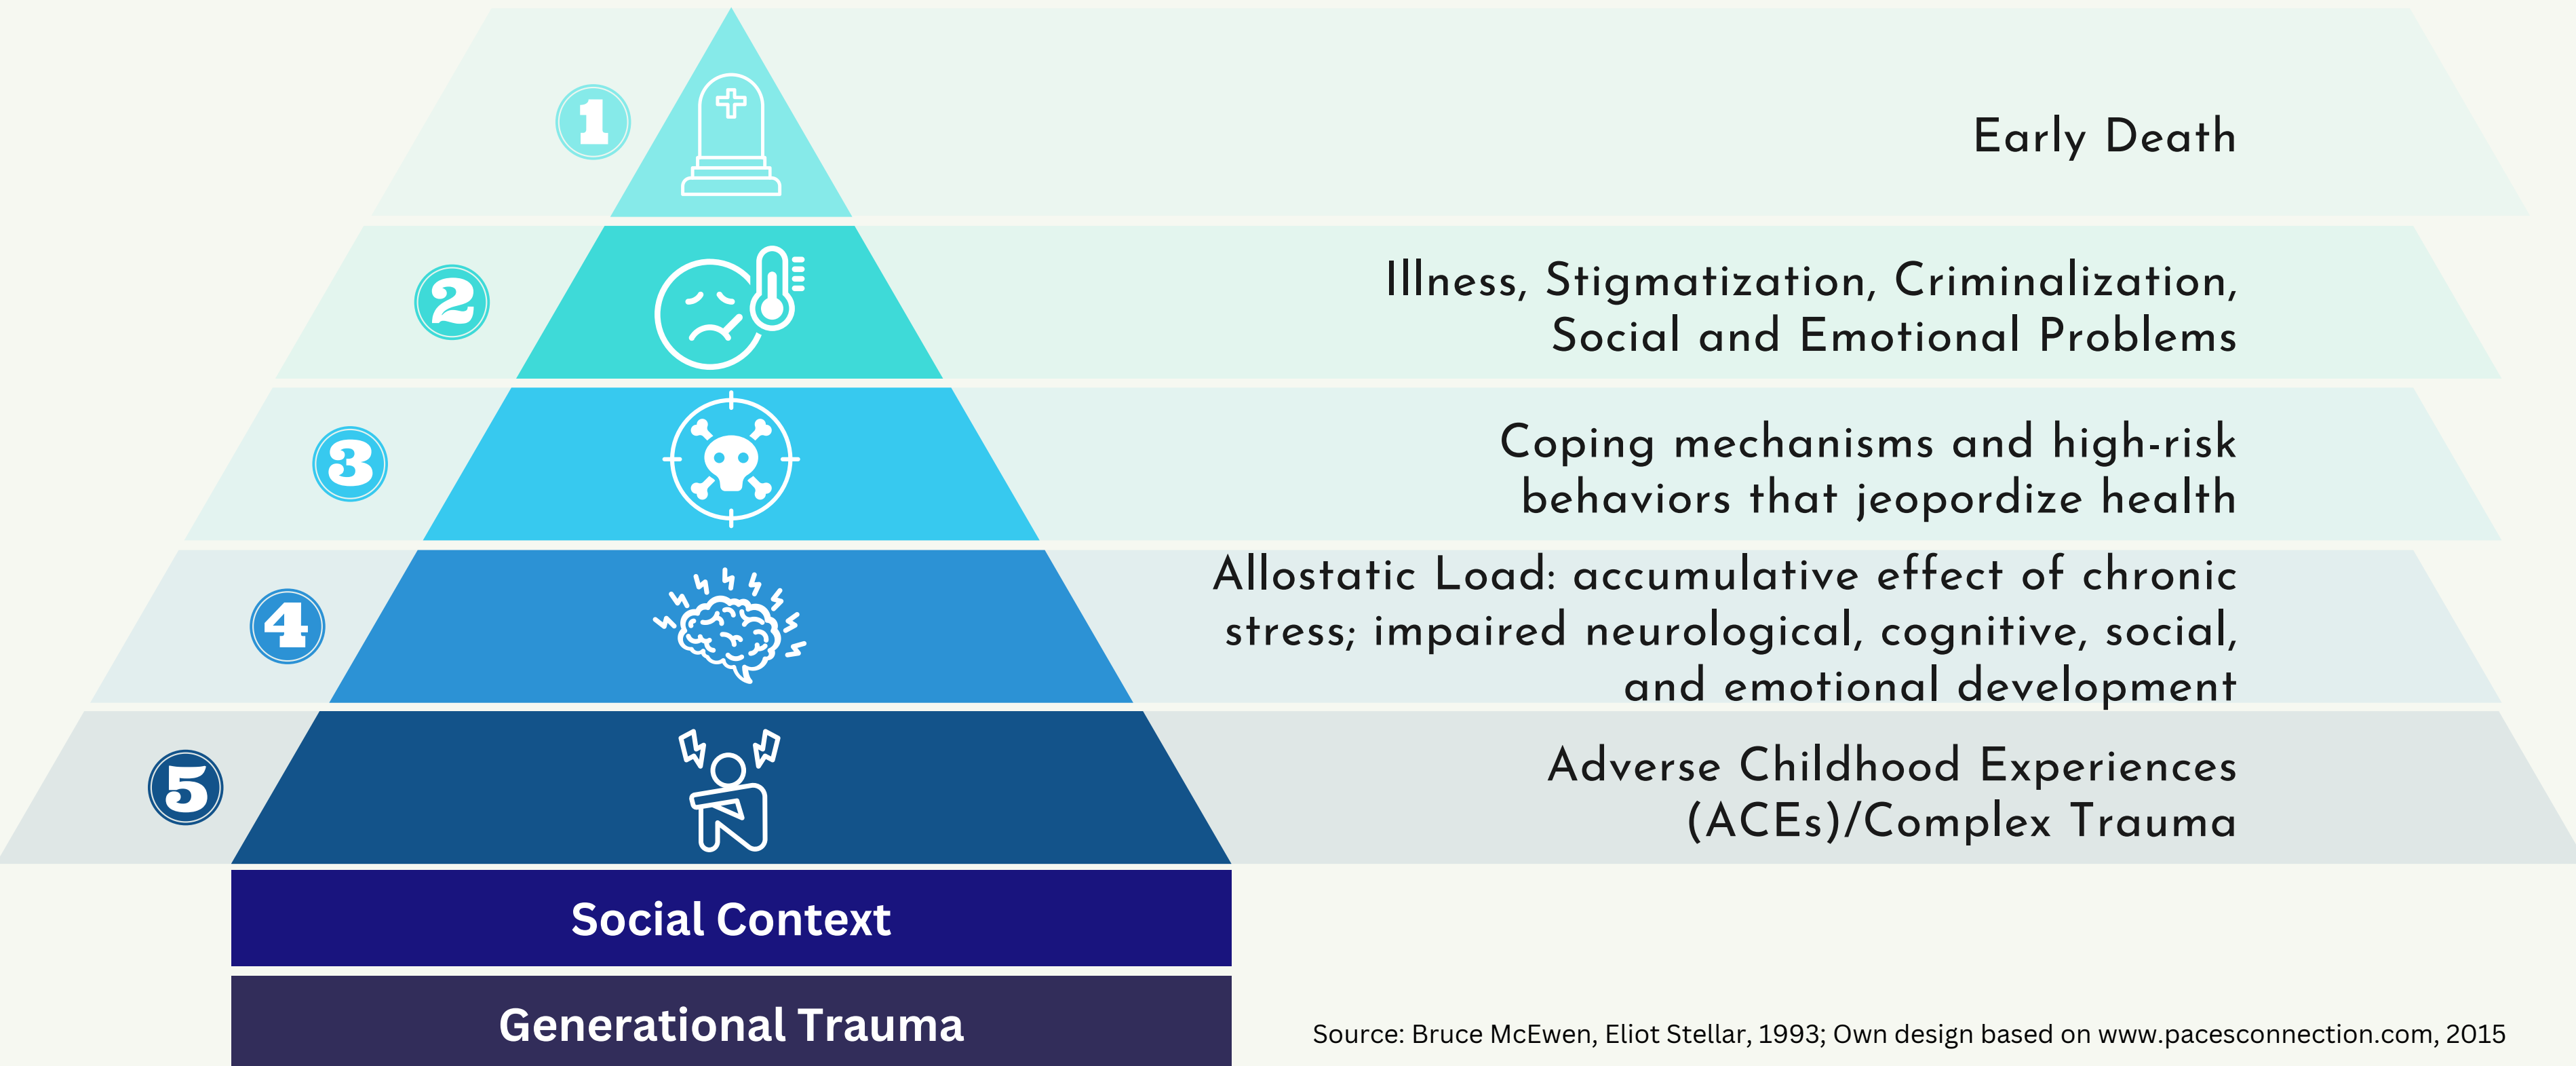 1
Early Death
2
Illness, Stigmatization, Criminalization,
Social and Emotional Problems
3
Coping mechanisms and high-risk
behaviors that jeopordize health
4
Allostatic Load: accumulative effect of chronic
stress; impaired neurological, cognitive, social,
and emotional development
5
Adverse Childhood Experiences
(ACEs)/Complex Trauma
Social Context
Generational Trauma
Source: Bruce McEwen, Eliot Stellar, 1993; Own design based on www.pacesconnection.com, 2015